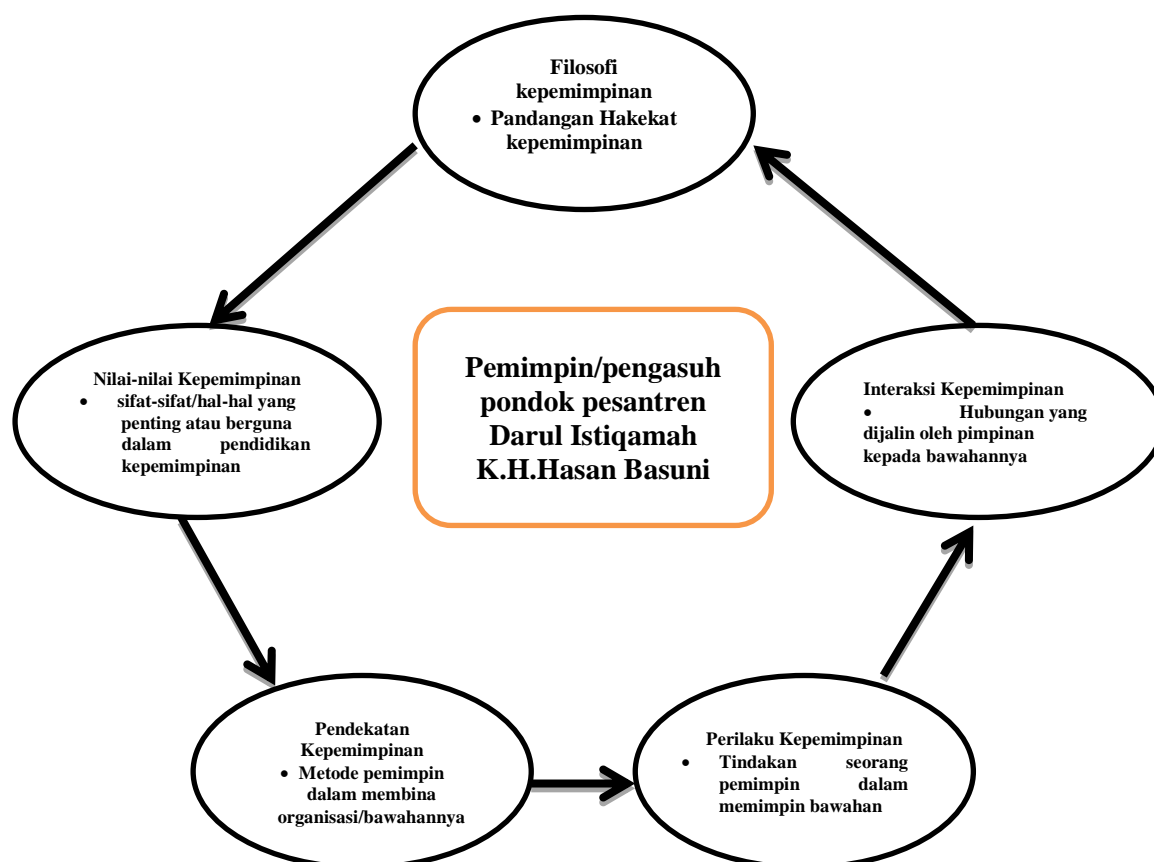 Filosofi
kepemimpinan
• Pandangan Hakekat
kepemimpinan
Nilai-nilai Kepemimpinan
• sifat-sifat/hal-hal yang
penting atau berguna
dalam pendidikan
kepemimpinan
Pemimpin/pengasuh
pondok pesantren
Darul Istiqamah
K.H.Hasan Basuni
Interaksi Kepemimpinan
• Hubungan yang
dijalin oleh pimpinan
kepada bawahannya
Pendekatan
Kepemimpinan
• Metode pemimpin
dalam membina
organisasi/bawahannya
Perilaku Kepemimpinan
• Tindakan seorang
pemimpin dalam
memimpin bawahan